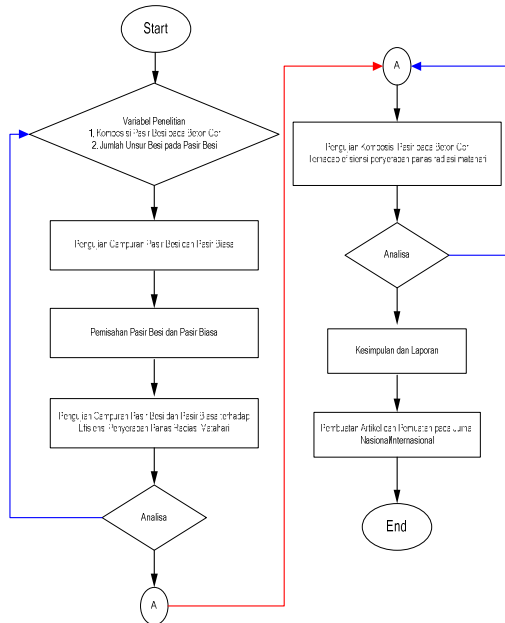 Start
Variabel Penelitian
1. Komposisi Pasir Besi pada Beton Cor
2. Jumlah Unsur Besi pada Pasir Besi
Pengujian Campuran Pasir Besi dan Pasir Biasa
Pemisahan Pasir Besi dan Pasir Biasa
Pengujian Campuran Pasir Besi dan Pasir Biasa terhadap
Efisiensi Penyerapan Panas Radiasi Matahari
Analisa
A
A
Pengujian Komposisi Pasir pada Beton Cor
Terhadap efisiensi penyerapan panas radiasi matahari
Analisa
Kesimpulan dan Laporan
Pembuatan Artikel dan Pemuatan pada Jurnal
Nasional/Internasional
End